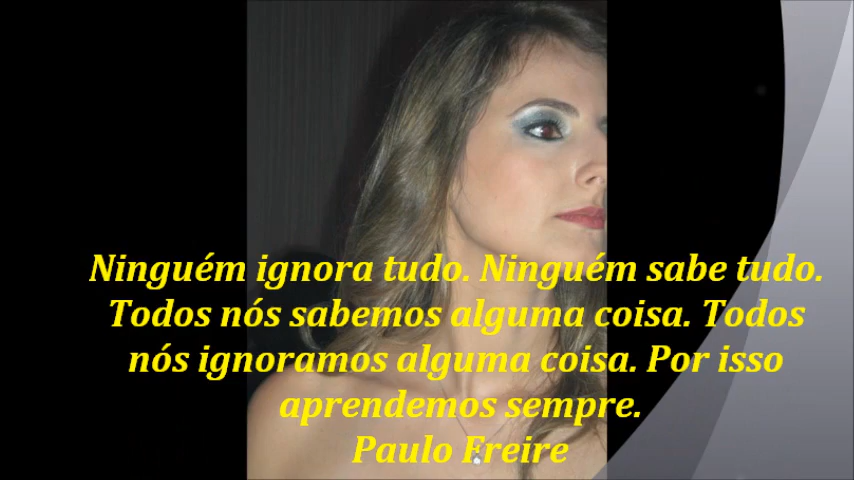 Ninguém ignora tudo. Ninguém sabe tudo.
Todos nós sabemos alguma coisa. Todos
nós ignoramos alguma coisa. Por isso
aprendemos sempre.
Paulo Freire